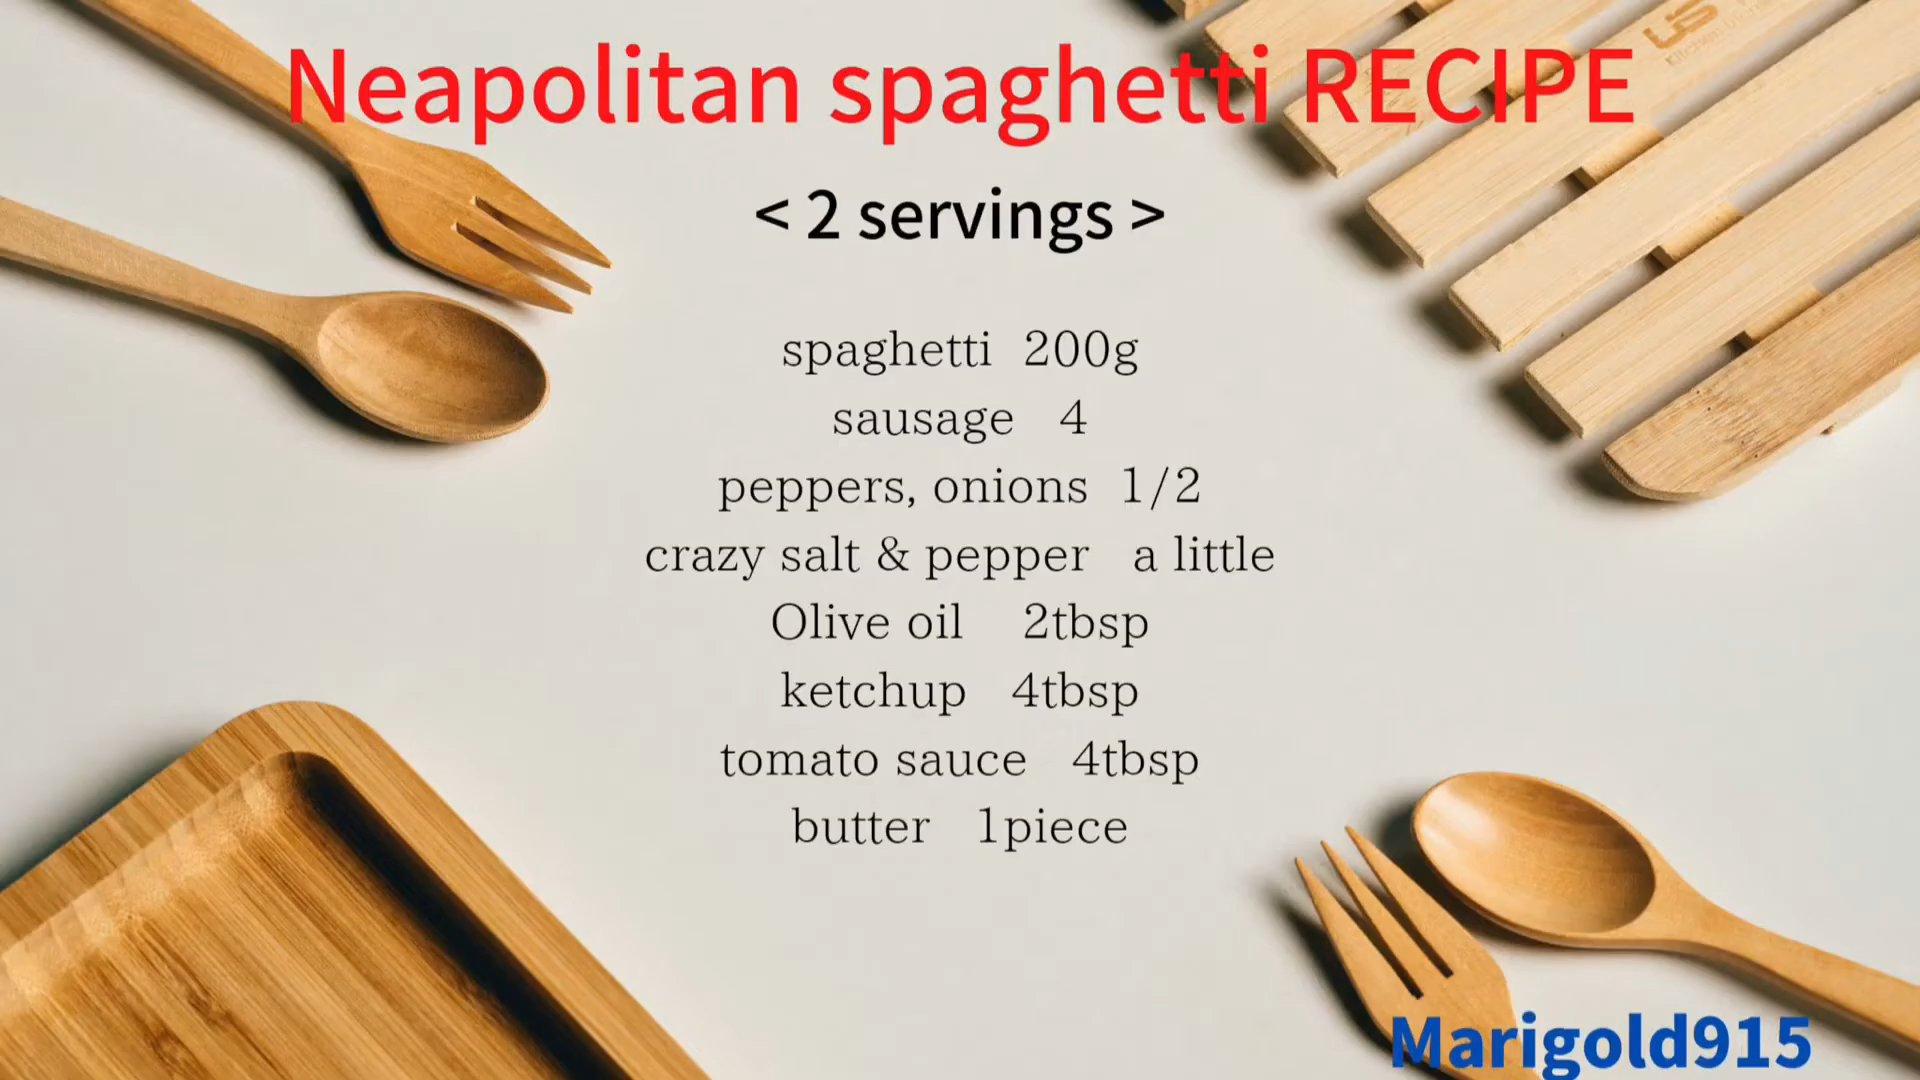 Neapolitan spaghetti RECIPE
< 2 servings >
spaghetti 200g
sausage 4
peppers, onions 1/2
crazy salt & pepper a little
Olive oil 2tbsp
ketchup 4tbsp
tomato sauce 4tbsp
butter 1piece
Marigold915